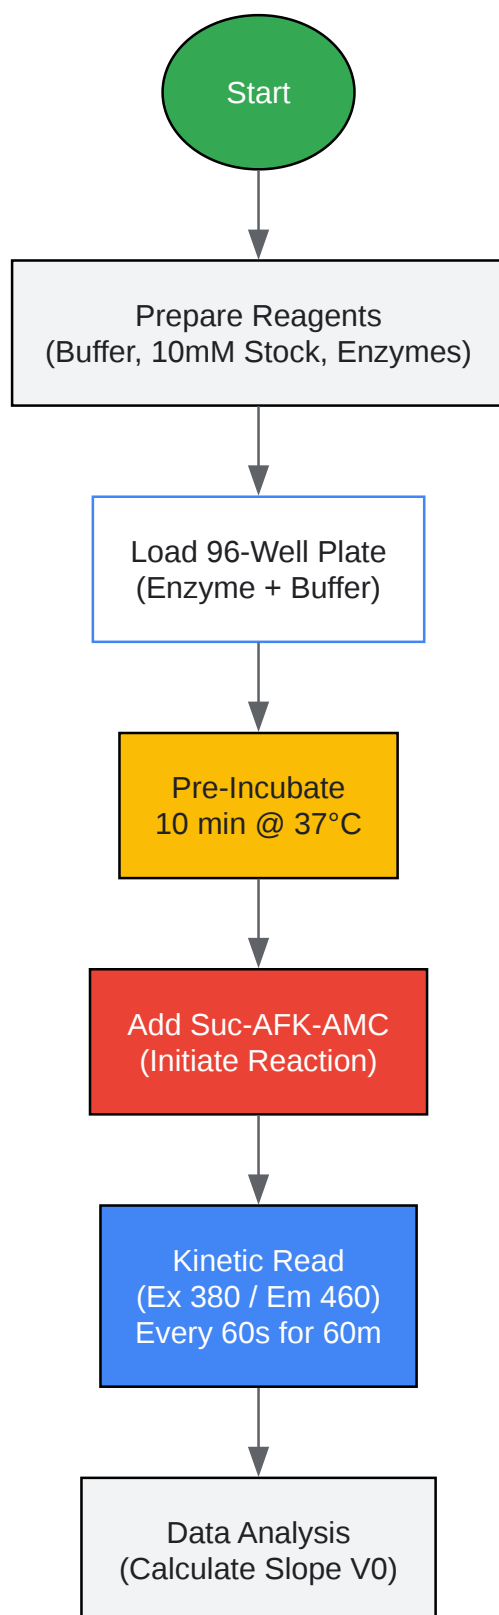 Start
Prepare Reagents
(Buffer, 10mM Stock, Enzymes)
Load 96-Well Plate
(Enzyme + Buffer)
Pre-Incubate
10 min @ 37°C
Add Suc-AFK-AMC
(Initiate Reaction)
Kinetic Read
(Ex 380 / Em 460)
Every 60s for 60m
Data Analysis
(Calculate Slope V0)